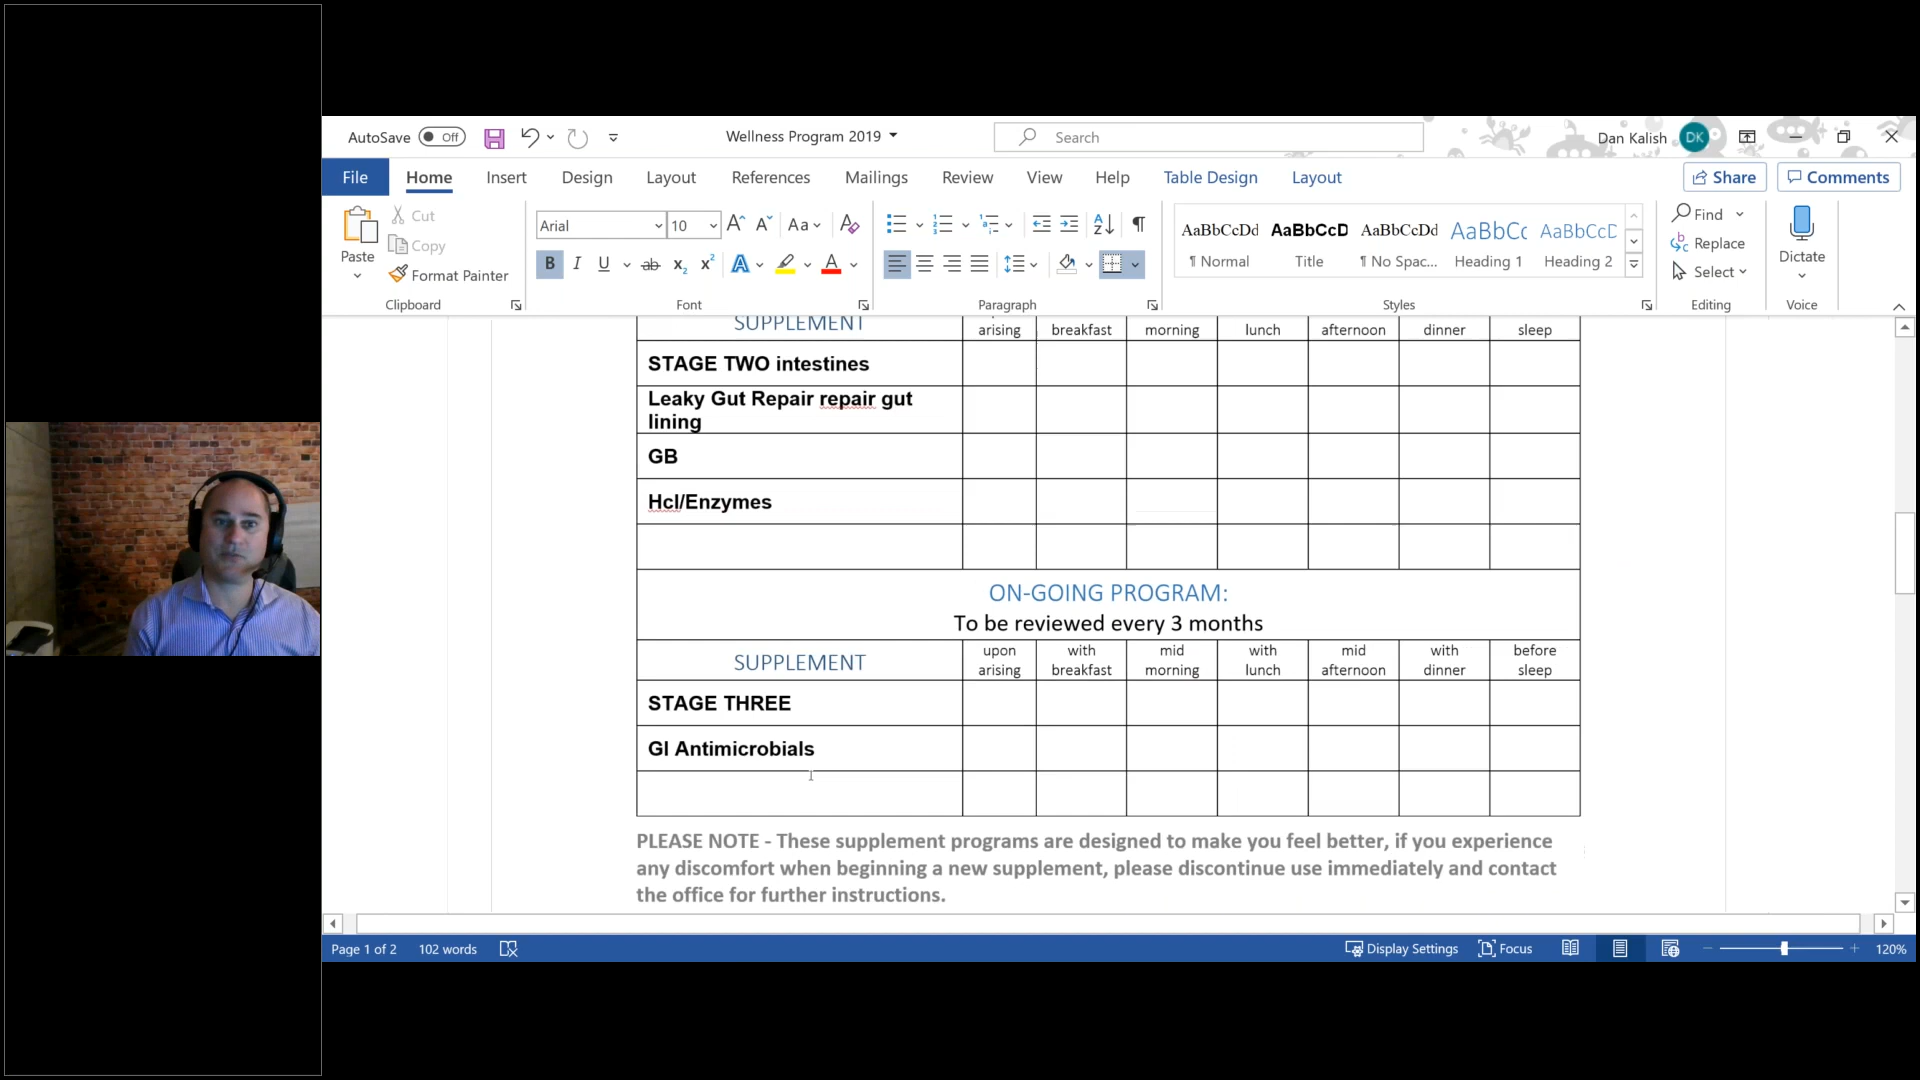 AutoSave Off
Wellness Program 2019
Search
Dan Kalish DK
File Home Insert Design Layout References Mailings Review View Help Table Design Layout
Share Comments
Paste
Cut
Copy
Format Painter
Clipboard
Arial 10
Font
Paragraph
AaBbCcDd AaBbCcD AaBbCcDd AaBbCc AaBbCcD
¶ Normal Title ¶ No Spac... Heading 1 Heading 2
Styles
Find
Replace
Select
Editing
Dictate
Voice
SUPPLEMENT arising breakfast morning lunch afternoon dinner sleep
STAGE TWO intestines
Leaky Gut Repair repair gut
lining
GB
Hcl/Enzymes
ON-GOING PROGRAM:
To be reviewed every 3 months
SUPPLEMENT
upon with mid with mid with before
arising breakfast morning lunch afternoon dinner sleep
STAGE THREE
GI Antimicrobials
PLEASE NOTE - These supplement programs are designed to make you feel better, if you experience
any discomfort when beginning a new supplement, please discontinue use immediately and contact
the office for further instructions.
Page 1 of 2 102 words Display Settings Focus 120%